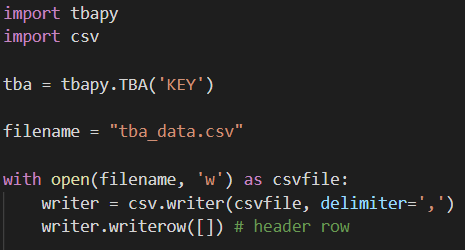 import tbapy
import csv
tba = tbapy.TBA('KEY')
filename = "tba_data.csv"
with open(filename, 'w') as csvfile:
    writer = csv.writer(csvfile, delimiter=',')
    writer.writerow([]) # header row